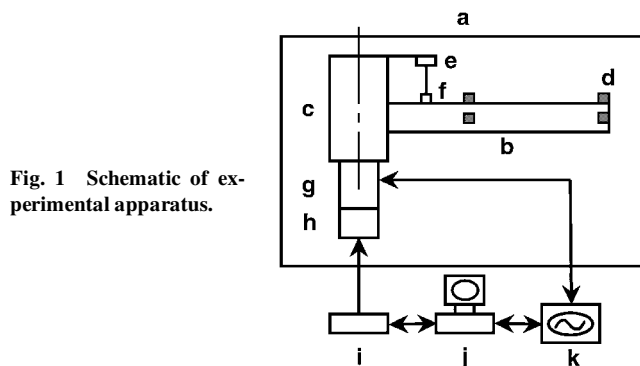 a
e
d
f
c
b
Fig. 1 Schematic of ex-
perimental apparatus.
g
h
i
j
k